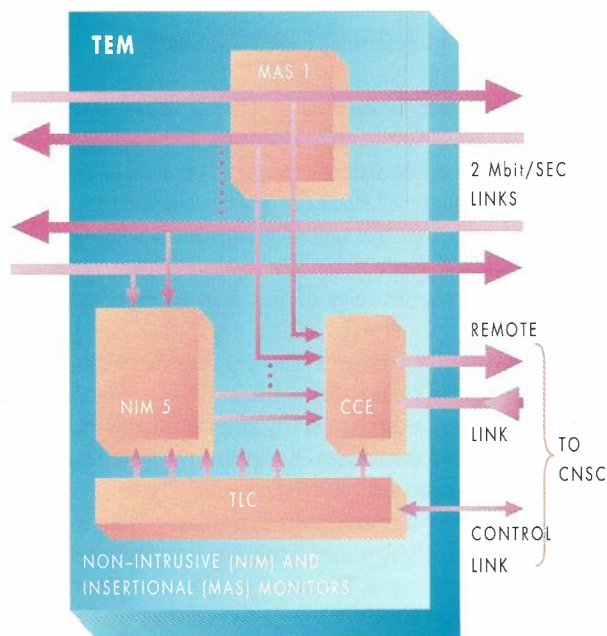 TEM
MAS 1
2 Mbit/SEC
LINKS
REMOTE
LINK
NIM 5
CCE
TO
CNSC
TLC
CONTROL
LINK
NON-INTRUSIVE (NIM) AND
INSERTIONAL (MAS) MONITORS